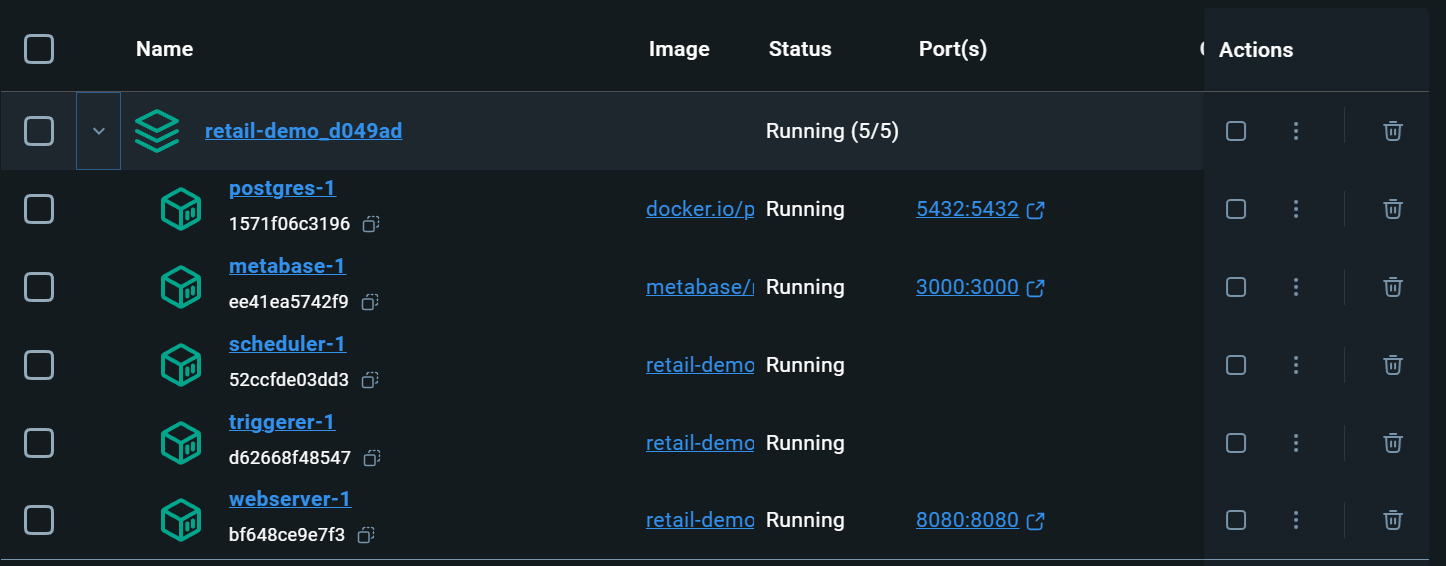 Name Image Status Port(s) Actions
retail-demo_d049ad Running (5/5)
postgres-1
1571f06c3196 docker.io/p Running 5432:5432
metabase-1
ee41ea5742f9 metabase/ Running 3000:3000
scheduler-1
52ccfde03dd3 retail-demo Running
triggerer-1
d62668f48547 retail-demo Running
webserver-1
bf648ce9e7f3 retail-demo Running 8080:8080